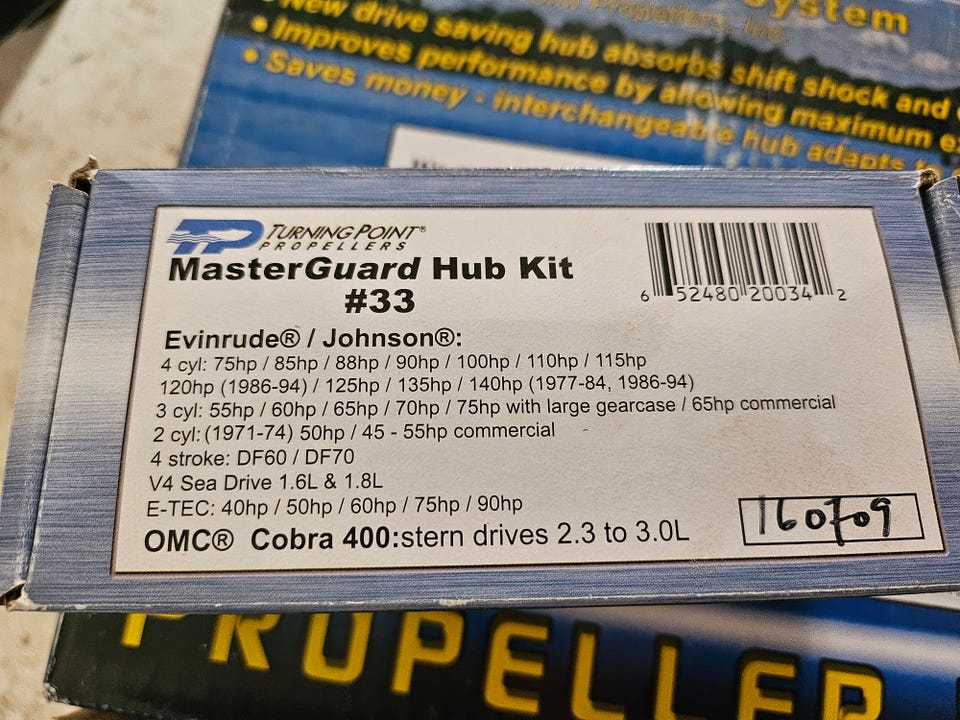 System
Propellers, Inc.
• New drive saving hub absorbs shift shock and
• Improves performance by allowing maximum
• Saves money - interchangeable hub adapts
TP TURNING POINT®
PROPELLERS
MasterGuard Hub Kit
#33
6 52480 20034 2
Evinrude® / Johnson®:
4 cyl: 75hp / 85hp / 88hp / 90hp / 100hp / 110hp / 115hp
120hp (1986-94) / 125hp / 135hp / 140hp (1977-84, 1986-94)
3 cyl: 55hp / 60hp / 65hp / 70hp / 75hp with large gearcase / 65hp commercial
2 cyl: (1971-74) 50hp / 45 - 55hp commercial
4 stroke: DF60 / DF70
V4 Sea Drive 1.6L & 1.8L
E-TEC: 40hp / 50hp / 60hp / 75hp / 90hp
OMC® Cobra 400:stern drives 2.3 to 3.0L
160709
PROPELLER